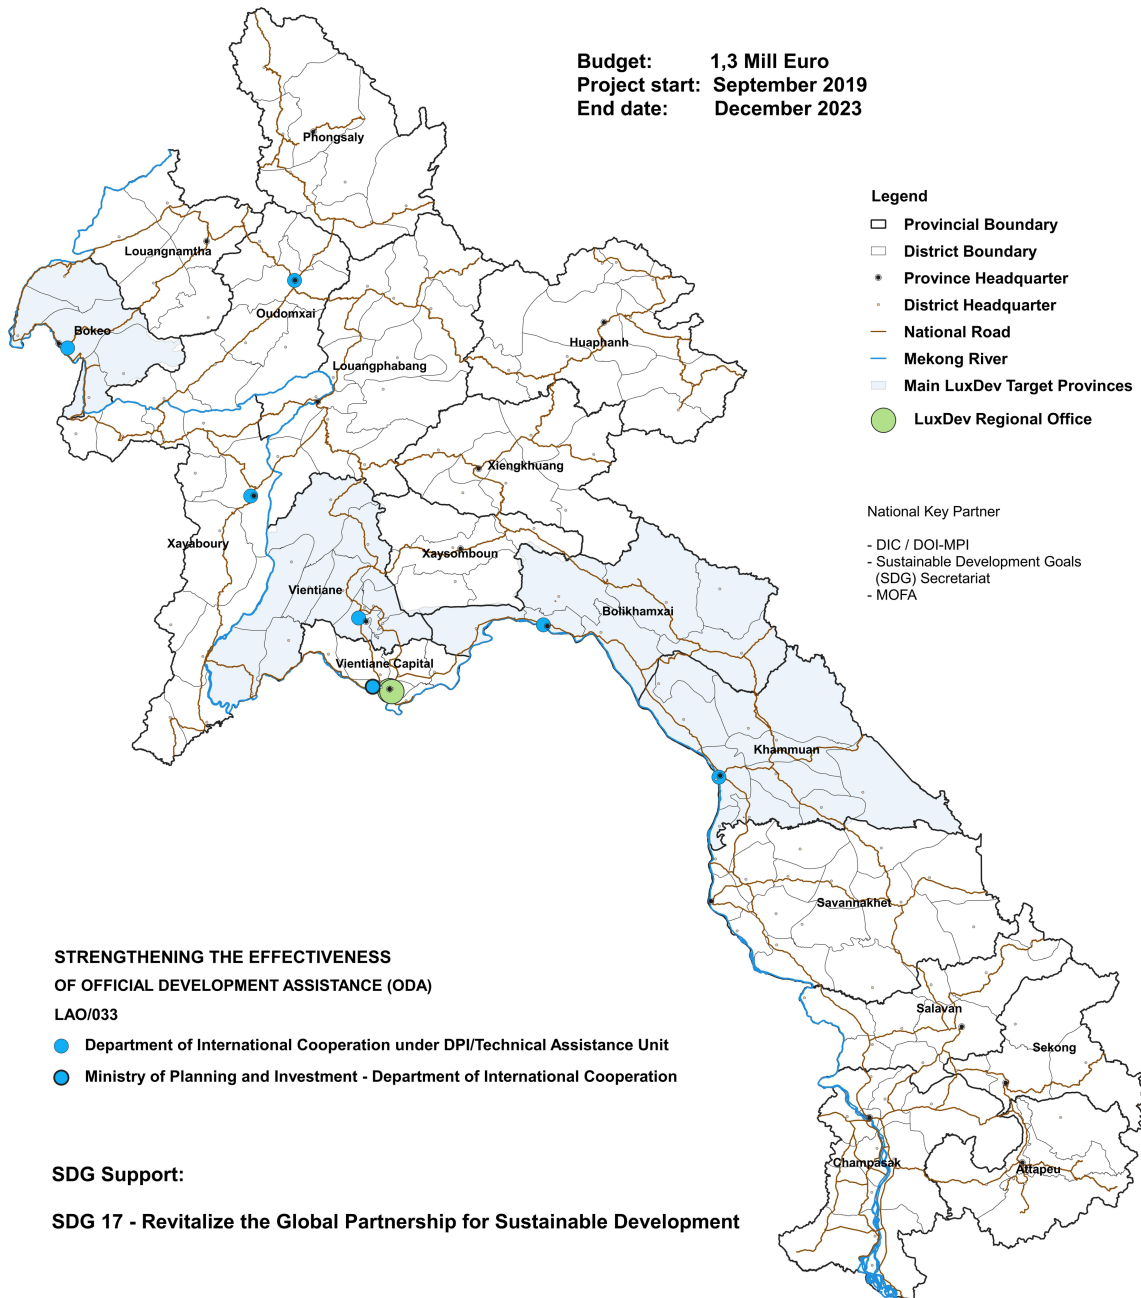 Budget: 1,3 Mill Euro
Project start: September 2019
End date: December 2023
Phongsaly
Legend
Provincial Boundary
District Boundary
Province Headquarter
District Headquarter
National Road
Mekong River
Main LuxDev Target Provinces
LuxDev Regional Office
Louangnamtha
Oudomxai
Bokeo
Huaphanh
Louangphabang
Xiengkhuang
National Key Partner
- DIC / DOI-MPI
- Sustainable Development Goals
(SDG) Secretariat
- MOFA
Xayaboury
Xaysomboun
Vientiane
Bolikhamxai
Vientiane Capital
Khammuan
Savannakhet
Salavan
Sekong
Champasak
Attapeu
STRENGTHENING THE EFFECTIVENESS
OF OFFICIAL DEVELOPMENT ASSISTANCE (ODA)
LAO/033
Department of International Cooperation under DPI/Technical Assistance Unit
Ministry of Planning and Investment - Department of International Cooperation
SDG Support:
SDG 17 - Revitalize the Global Partnership for Sustainable Development